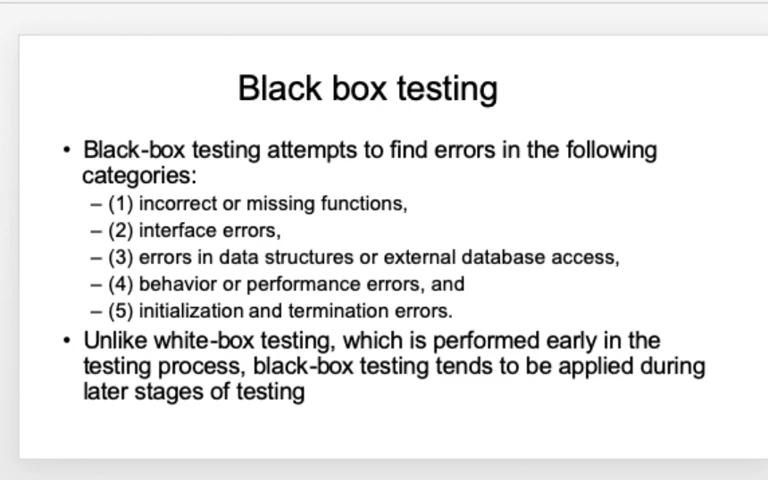 Black box testing
• Black-box testing attempts to find errors in the following
categories:
– (1) incorrect or missing functions,
– (2) interface errors,
– (3) errors in data structures or external database access,
– (4) behavior or performance errors, and
– (5) initialization and termination errors.
• Unlike white-box testing, which is performed early in the
testing process, black-box testing tends to be applied during
later stages of testing